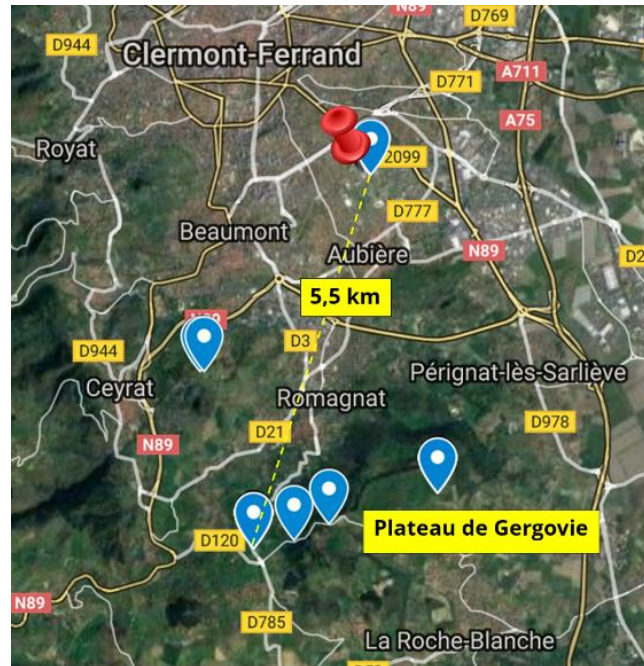 N89
D769
D944
Clermont-Ferrand
D771
A711
A75
Royat
2099
D777
Beaumont
Aubière
N89
5,5 km
D3
D944
Ceyrat
Romagnat
Pérignat-lès-Sarliève
D21
D978
N89
Plateau de Gergovie
D120
N89
D785
La Roche-Blanche